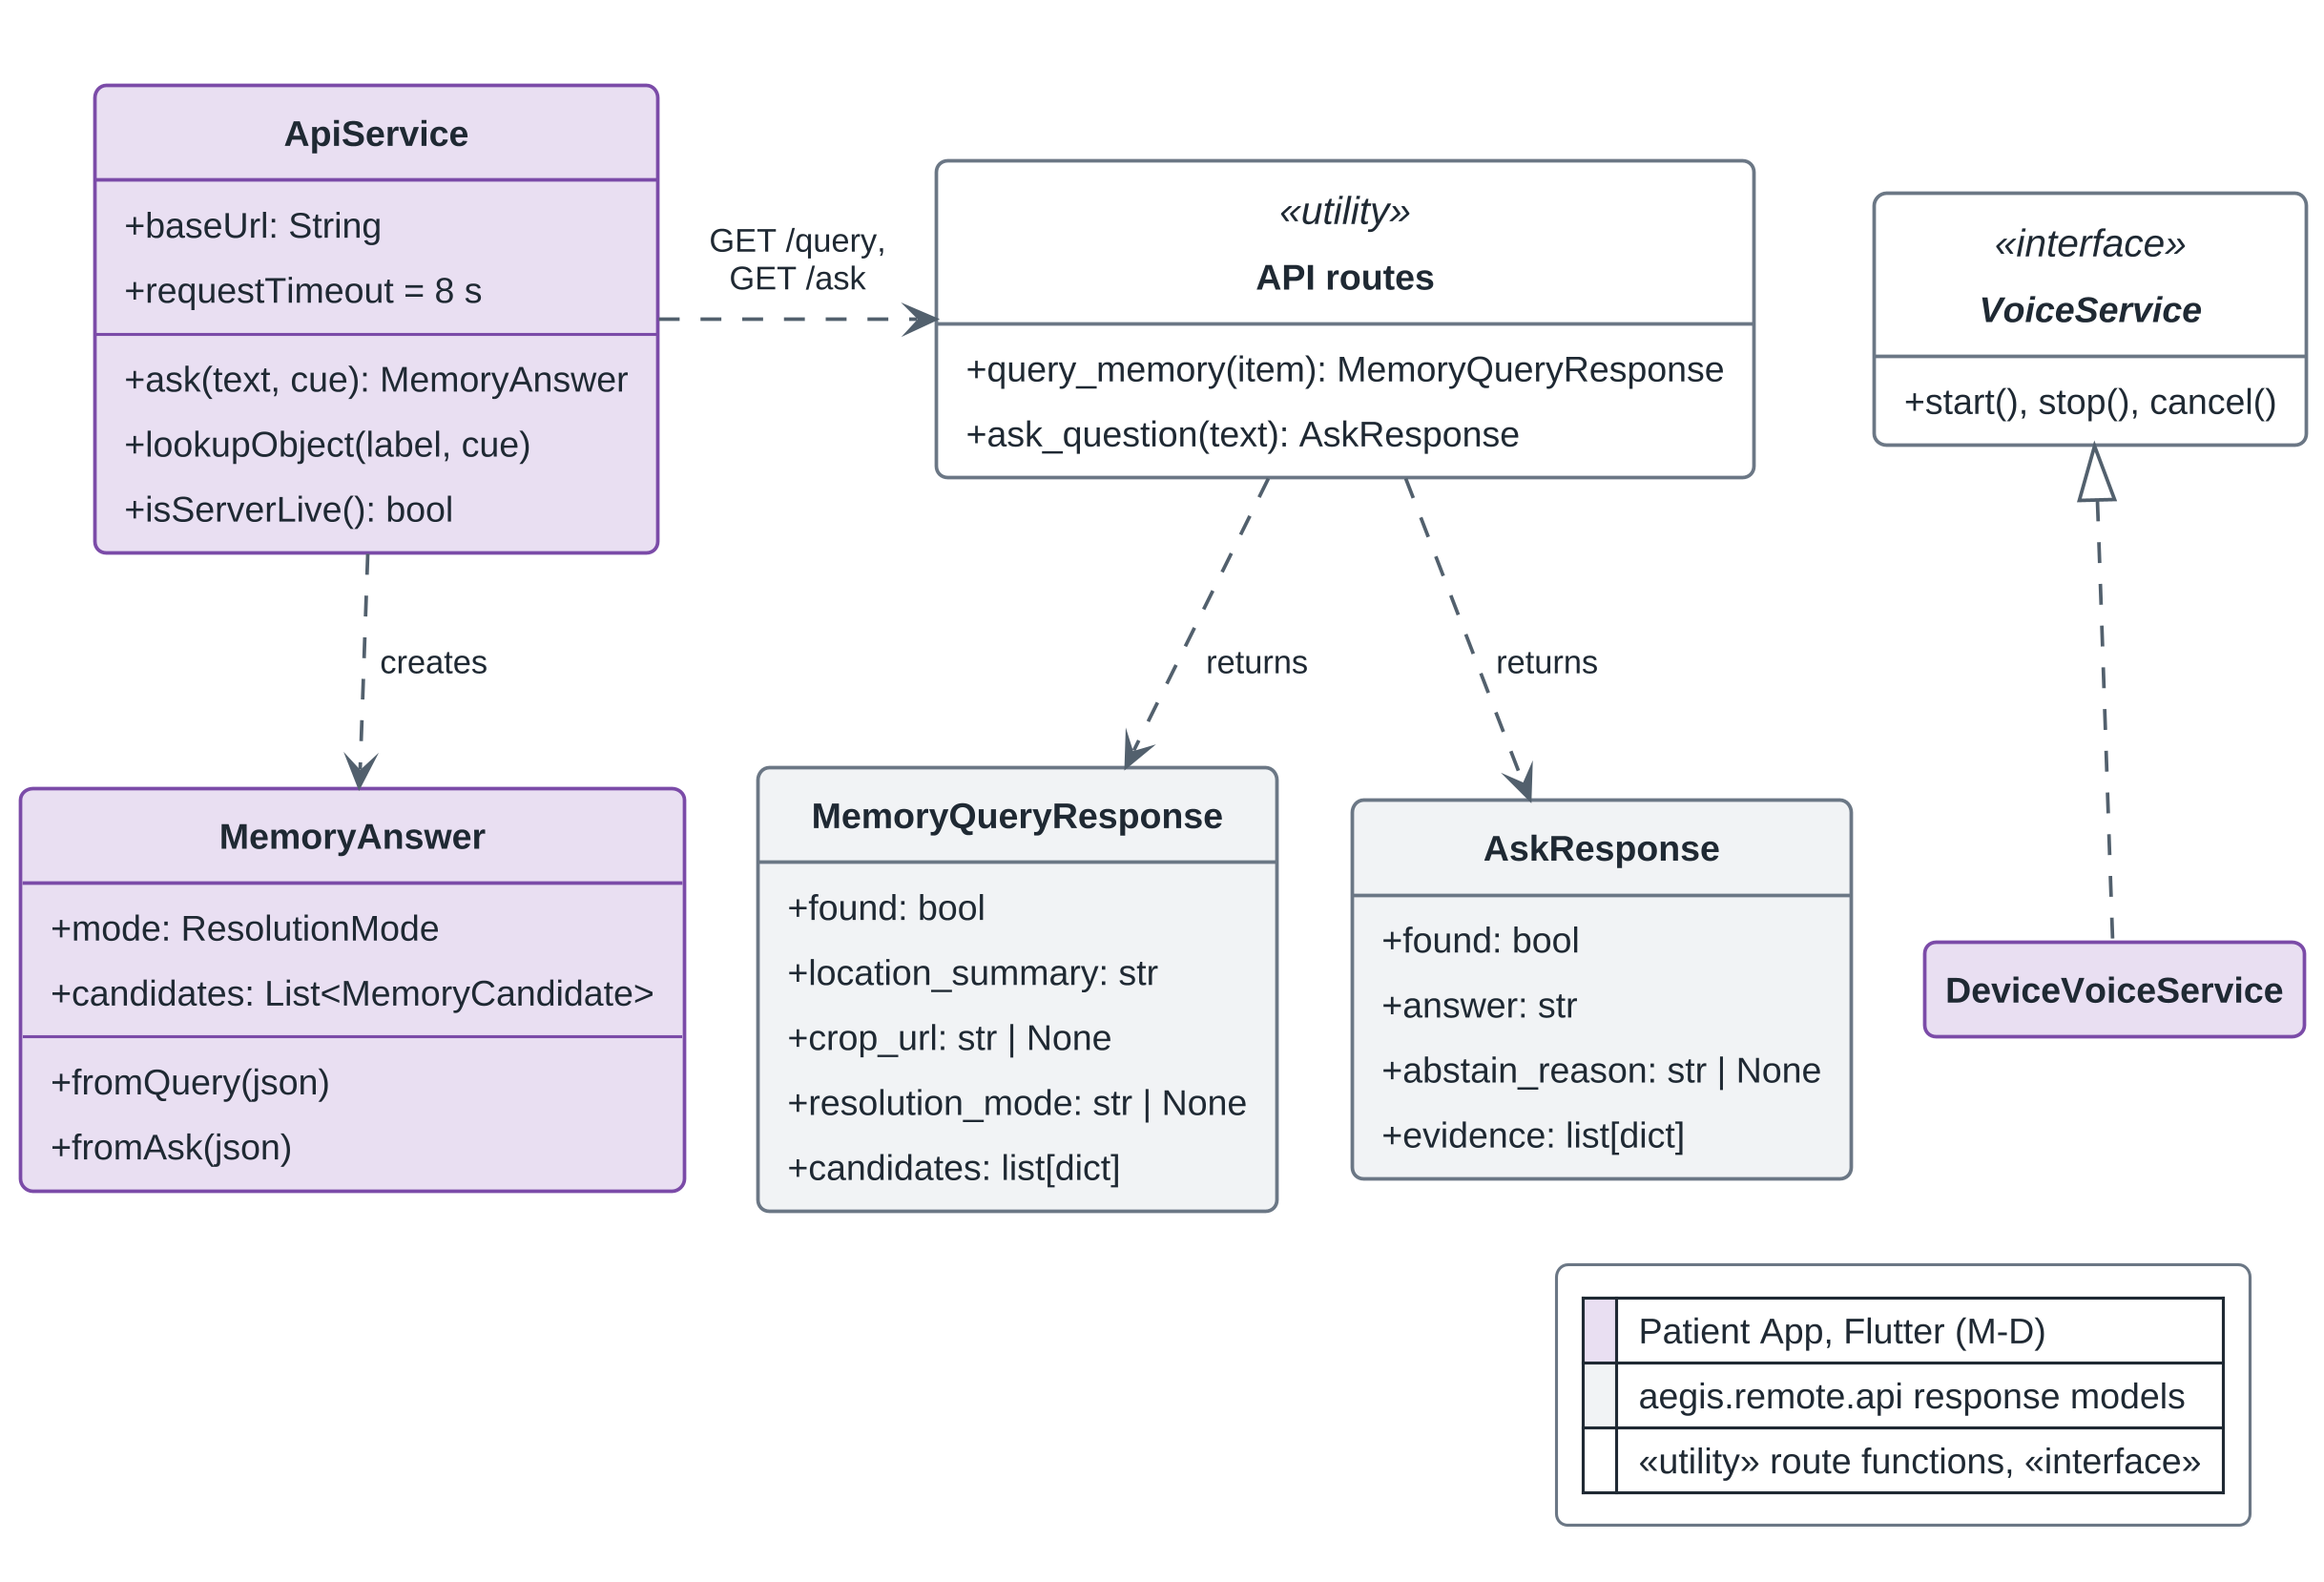 ApiService
+baseUrl: String
+requestTimeout = 8 s
+ask(text, cue): MemoryAnswer
+lookupObject(label, cue)
+isServerLive(): bool
GET /query,
GET /ask
«utility»
API routes
+query_memory(item): MemoryQueryResponse
+ask_question(text): AskResponse
«interface»
VoiceService
+start(), stop(), cancel()
creates
returns
returns
MemoryAnswer
+mode: ResolutionMode
+candidates: List<MemoryCandidate>
+fromQuery(json)
+fromAsk(json)
MemoryQueryResponse
+found: bool
+location_summary: str
+crop_url: str | None
+resolution_mode: str | None
+candidates: list[dict]
AskResponse
+found: bool
+answer: str
+abstain_reason: str | None
+evidence: list[dict]
DeviceVoiceService
Patient App, Flutter (M-D)
aegis.remote.api response models
«utility» route functions, «interface»